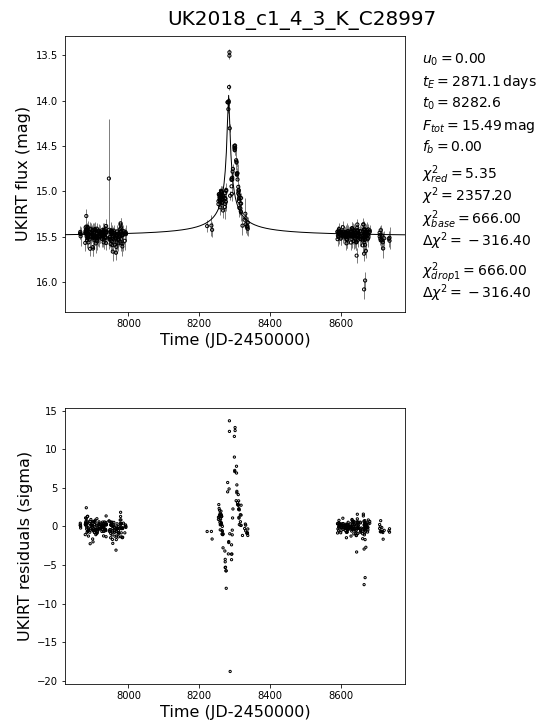 UK2018_c1_4_3_K_C28997
UKIRT flux (mag)
13.5
14.0
14.5
15.0
15.5
16.0
8000 8200 8400 8600
Time (JD-2450000)
u₀ = 0.00
t_E = 2871.1 days
t₀ = 8282.6
F_tot = 15.49 mag
f_b = 0.00
χ²_red = 5.35
χ² = 2357.20
χ²_base = 666.00
Δχ² = −316.40
χ²_drop1 = 666.00
Δχ² = −316.40
UKIRT residuals (sigma)
15
10
5
0
−5
−10
−15
−20
8000 8200 8400 8600
Time (JD-2450000)